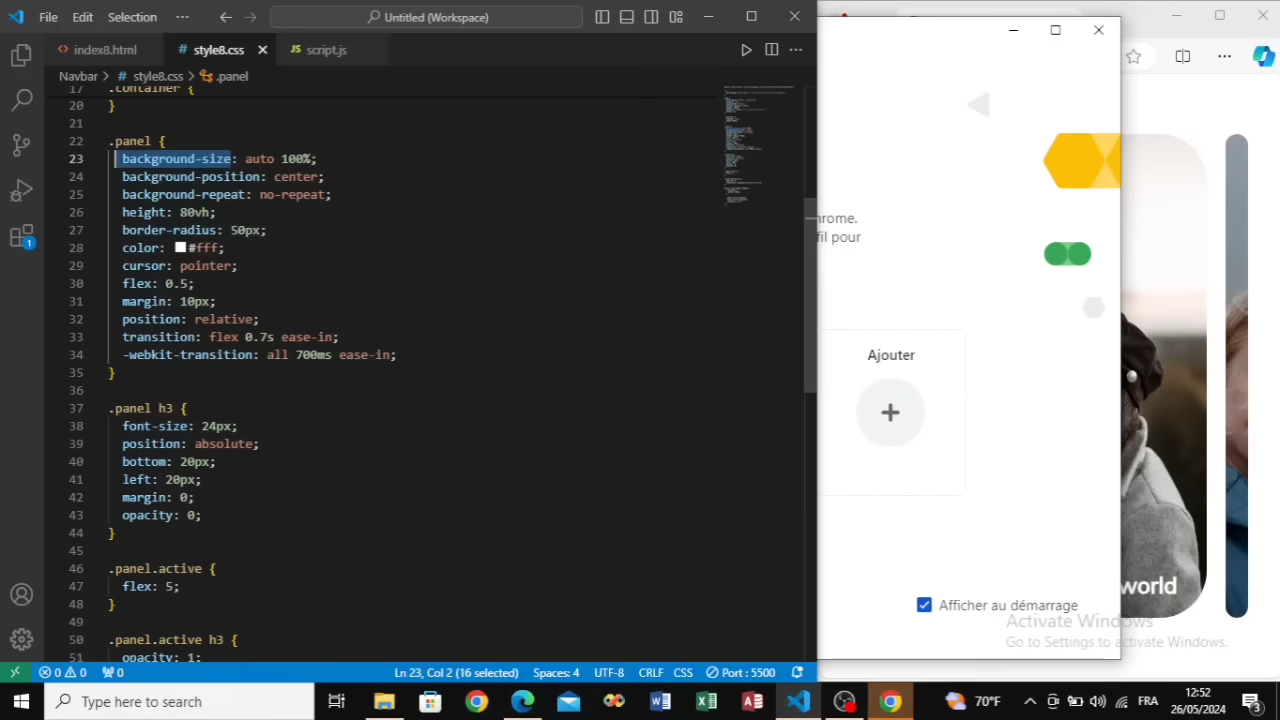 File Edit Selection ··· Untitled (Workspace)
index8.html # style8.css script.js
JS
Navbar > # style8.css > .panel
17 .container {
20 }
21
22 .panel {
23 background-size: auto 100%;
24 background-position: center;
25 background-repeat: no-repeat;
26 height: 80vh;
27 border-radius: 50px;
28 color: #fff;
29 cursor: pointer;
30 flex: 0.5;
31 margin: 10px;
32 position: relative;
33 transition: flex 0.7s ease-in;
34 -webkit-transition: all 700ms ease-in;
35 }
36
37 .panel h3 {
38 font-size: 24px;
39 position: absolute;
40 bottom: 20px;
41 left: 20px;
42 margin: 0;
43 opacity: 0;
44 }
45
46 .panel.active {
47 flex: 5;
48 }
49
50 .panel.active h3 {
51 opacity: 1;
1
0 0 0 Ln 23, Col 2 (16 selected) Spaces: 4 UTF-8 CRLF CSS Port : 5500
hrome.
fil pour
Ajouter
world
Afficher au démarrage
Activate Windows
Go to Settings to activate Windows.
Type here to search
70°F FRA 12:52
26/05/2024 3